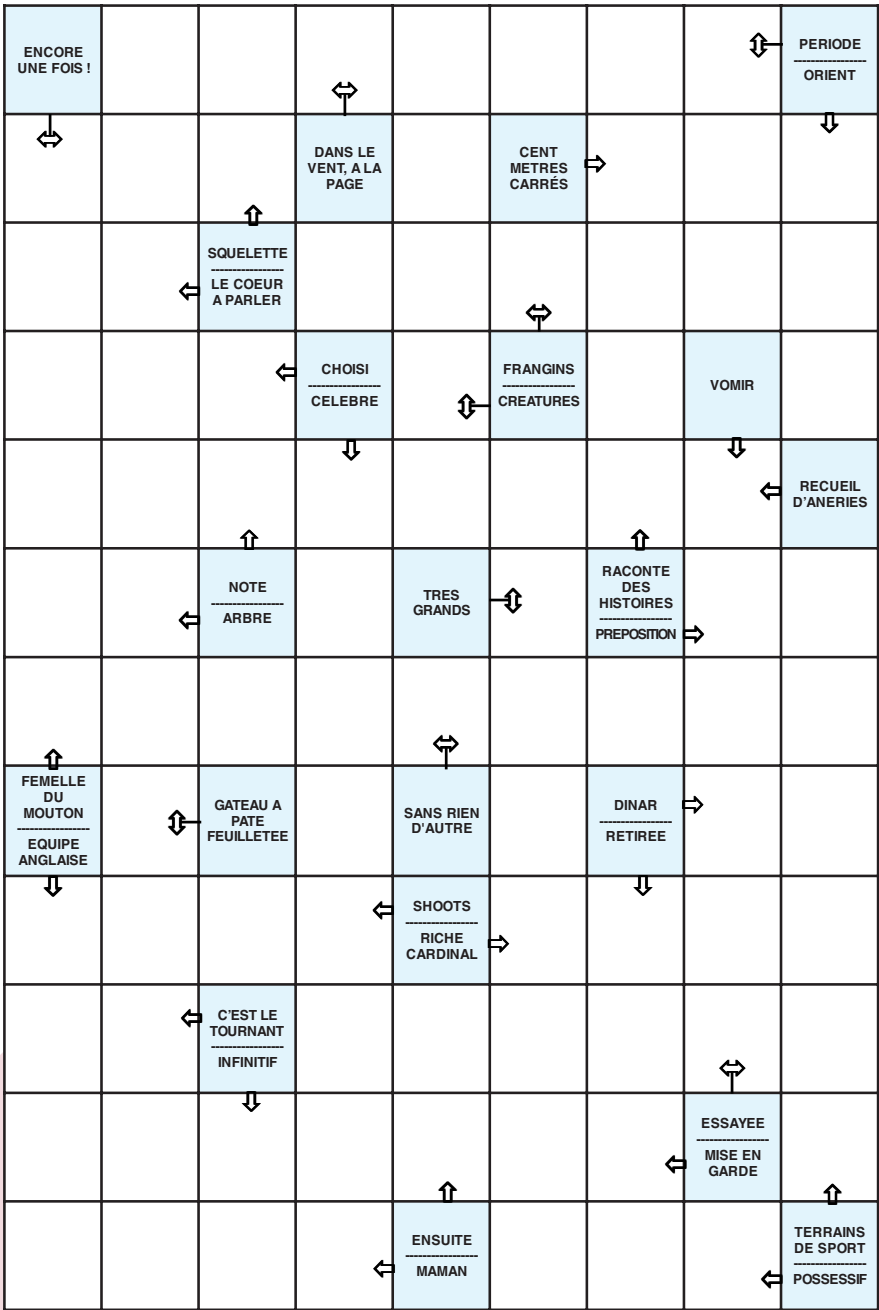 ENCORE
UNE FOIS !
PERIODE
ORIENT
DANS LE
VENT, A LA
PAGE
CENT
METRES
CARRÉS
SQUELETTE
LE COEUR
A PARLER
CHOISI
CELEBRE
FRANGINS
CREATURES
VOMIR
RECUEIL
D'ANERIES
NOTE
ARBRE
TRES
GRANDS
RACONTE
DES
HISTOIRES
PREPOSITION
FEMELLE
DU
MOUTON
EQUIPE
ANGLAISE
GATEAU A
PATE
FEUILLETEE
SANS RIEN
D'AUTRE
DINAR
RETIREE
SHOOTS
RICHE
CARDINAL
C'EST LE
TOURNANT
INFINITIF
ESSAYEE
MISE EN
GARDE
ENSUITE
MAMAN
TERRAINS
DE SPORT
POSSESSIF